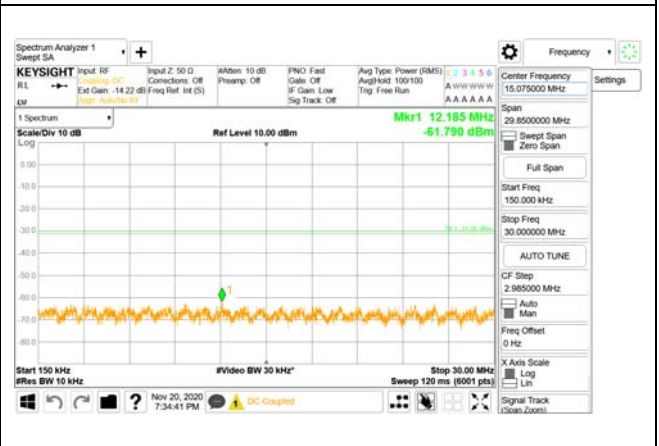 Spectrum Analyzer 1
Swept SA
+
Frequency
KEYSIGHT
RL
Input: RF
Coupling: DC
Ext Gain: -14.22 dB
Align: Auto/No RF
Input Z: 50 Ω
Corrections: Off
Freq Ref: Int (S)
#Atten: 10 dB
Preamp: Off
PNO: Fast
Gate: Off
IF Gain: Low
Sig Track: Off
Avg Type: Power (RMS)
Avg|Hold: 100/100
Trig: Free Run
1 2 3 4 5 6
A W W W W W
A A A A A A
1 Spectrum
Scale/Div 10 dB
Ref Level 10.00 dBm
Mkr1 12.185 MHz
-61.790 dBm
Log
0.00
-10.0
-20.0
-30.0
-40.0
-50.0
-60.0
-70.0
-80.0
1
Start 150 kHz
#Res BW 10 kHz
#Video BW 30 kHz*
Stop 30.00 MHz
Sweep 120 ms (6001 pts)
?
Nov 20, 2020
7:34:41 PM
1
DC Coupled
Center Frequency
15.075000 MHz
Settings
Span
29.8500000 MHz
Swept Span
Zero Span
Full Span
Start Freq
150.000 kHz
Stop Freq
30.000000 MHz
AUTO TUNE
CF Step
2.985000 MHz
Auto
Man
Freq Offset
0 Hz
X Axis Scale
Log
Lin
Signal Track
(Span Zoom)